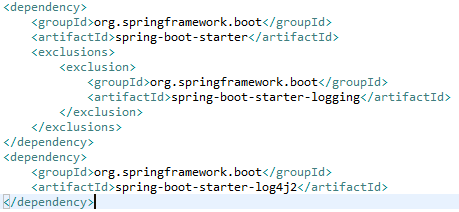 <dependency>
    <groupId>org.springframework.boot</groupId>
    <artifactId>spring-boot-starter</artifactId>
    <exclusions>
        <exclusion>
            <groupId>org.springframework.boot</groupId>
            <artifactId>spring-boot-starter-logging</artifactId>
        </exclusion>
    </exclusions>
</dependency>
<dependency>
    <groupId>org.springframework.boot</groupId>
    <artifactId>spring-boot-starter-log4j2</artifactId>
</dependency>